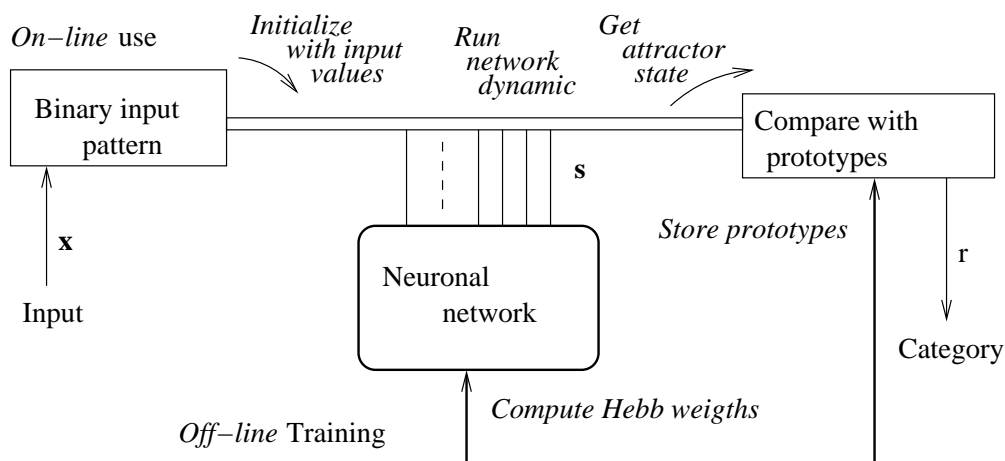 On−line use
Initialize
with input
values
Run
network
dynamic
Get
attractor
state
Binary input
pattern
Compare with
prototypes
s
x
Store prototypes
r
Neuronal
network
Input
Category
Compute Hebb weigths
Off−line Training